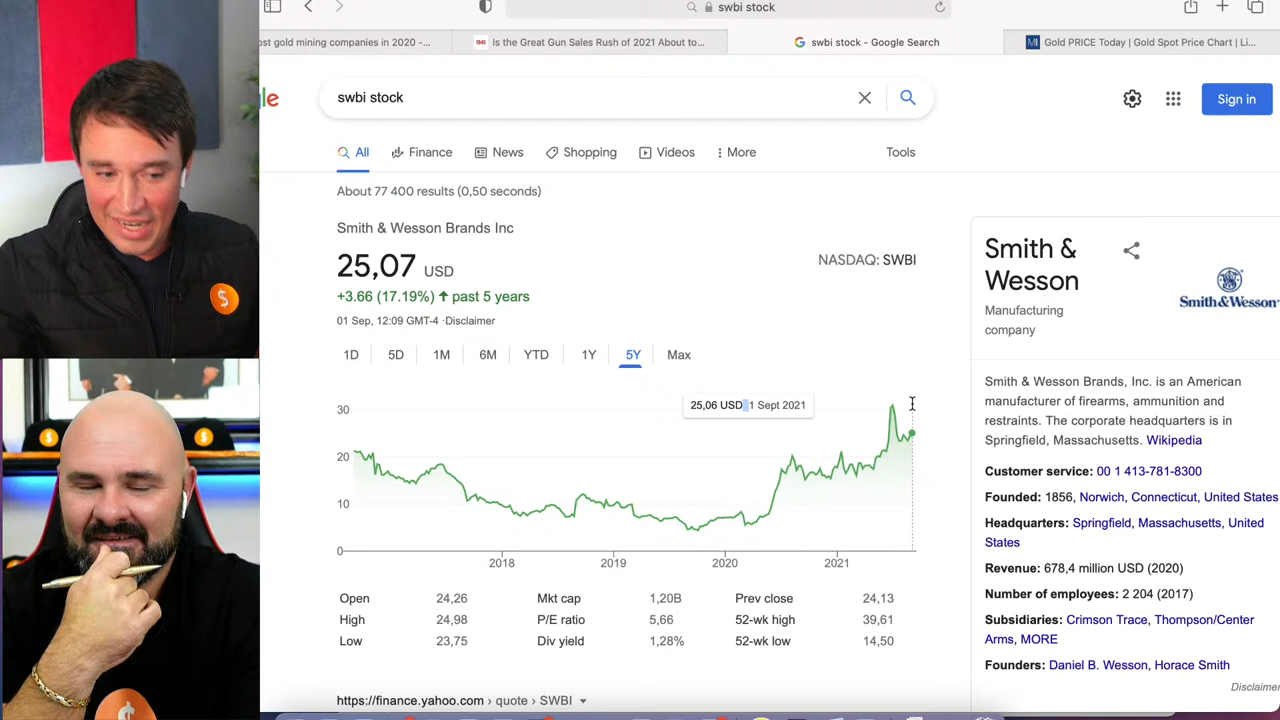 swbi stock
ost gold mining companies in 2020 -...
Is the Great Gun Sales Rush of 2021 About to...
swbi stock - Google Search
Gold PRICE Today | Gold Spot Price Chart | Li...
le
swbi stock
Sign in
All
Finance
News
Shopping
Videos
More
Tools
About 77 400 results (0,50 seconds)
Smith & Wesson Brands Inc
25,07 USD
NASDAQ: SWBI
+3.66 (17.19%) ↑ past 5 years
01 Sep, 12:09 GMT-4 ·Disclaimer
1D 5D 1M 6M YTD 1Y 5Y Max
25,06 USD 1 Sept 2021
30
20
10
0
2018 2019 2020 2021
Open 24,26 Mkt cap 1,20B Prev close 24,13
High 24,98 P/E ratio 5,66 52-wk high 39,61
Low 23,75 Div yield 1,28% 52-wk low 14,50
https://finance.yahoo.com › quote › SWBI
Smith &
Wesson
Manufacturing
company
Smith&Wesson
Smith & Wesson Brands, Inc. is an American
manufacturer of firearms, ammunition and
restraints. The corporate headquarters is in
Springfield, Massachusetts. Wikipedia
Customer service: 00 1 413-781-8300
Founded: 1856, Norwich, Connecticut, United States
Headquarters: Springfield, Massachusetts, United
States
Revenue: 678,4 million USD (2020)
Number of employees: 2 204 (2017)
Subsidiaries: Crimson Trace, Thompson/Center
Arms, MORE
Founders: Daniel B. Wesson, Horace Smith
Disclaimer
$
$
$
$